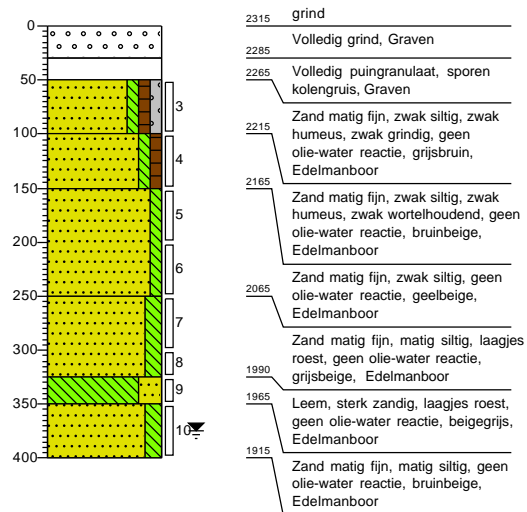 0
50
100
150
200
250
300
350
400
3
4
5
6
7
8
9
10
2315
grind
2285
Volledig grind, Graven
2265
Volledig puingranulaat, sporen
kolengruis, Graven
2215
Zand matig fijn, zwak siltig, zwak
humeus, zwak grindig, geen
olie-water reactie, grijsbruin,
Edelmanboor
2165
Zand matig fijn, zwak siltig, zwak
humeus, zwak wortelhoudend, geen
olie-water reactie, bruinbeige,
Edelmanboor
2065
Zand matig fijn, zwak siltig, geen
olie-water reactie, geelbeige,
Edelmanboor
1990
Zand matig fijn, matig siltig, laagjes
roest, geen olie-water reactie,
grijsbeige, Edelmanboor
1965
Leem, sterk zandig, laagjes roest,
geen olie-water reactie, beigegrijs,
Edelmanboor
1915
Zand matig fijn, matig siltig, geen
olie-water reactie, bruinbeige,
Edelmanboor